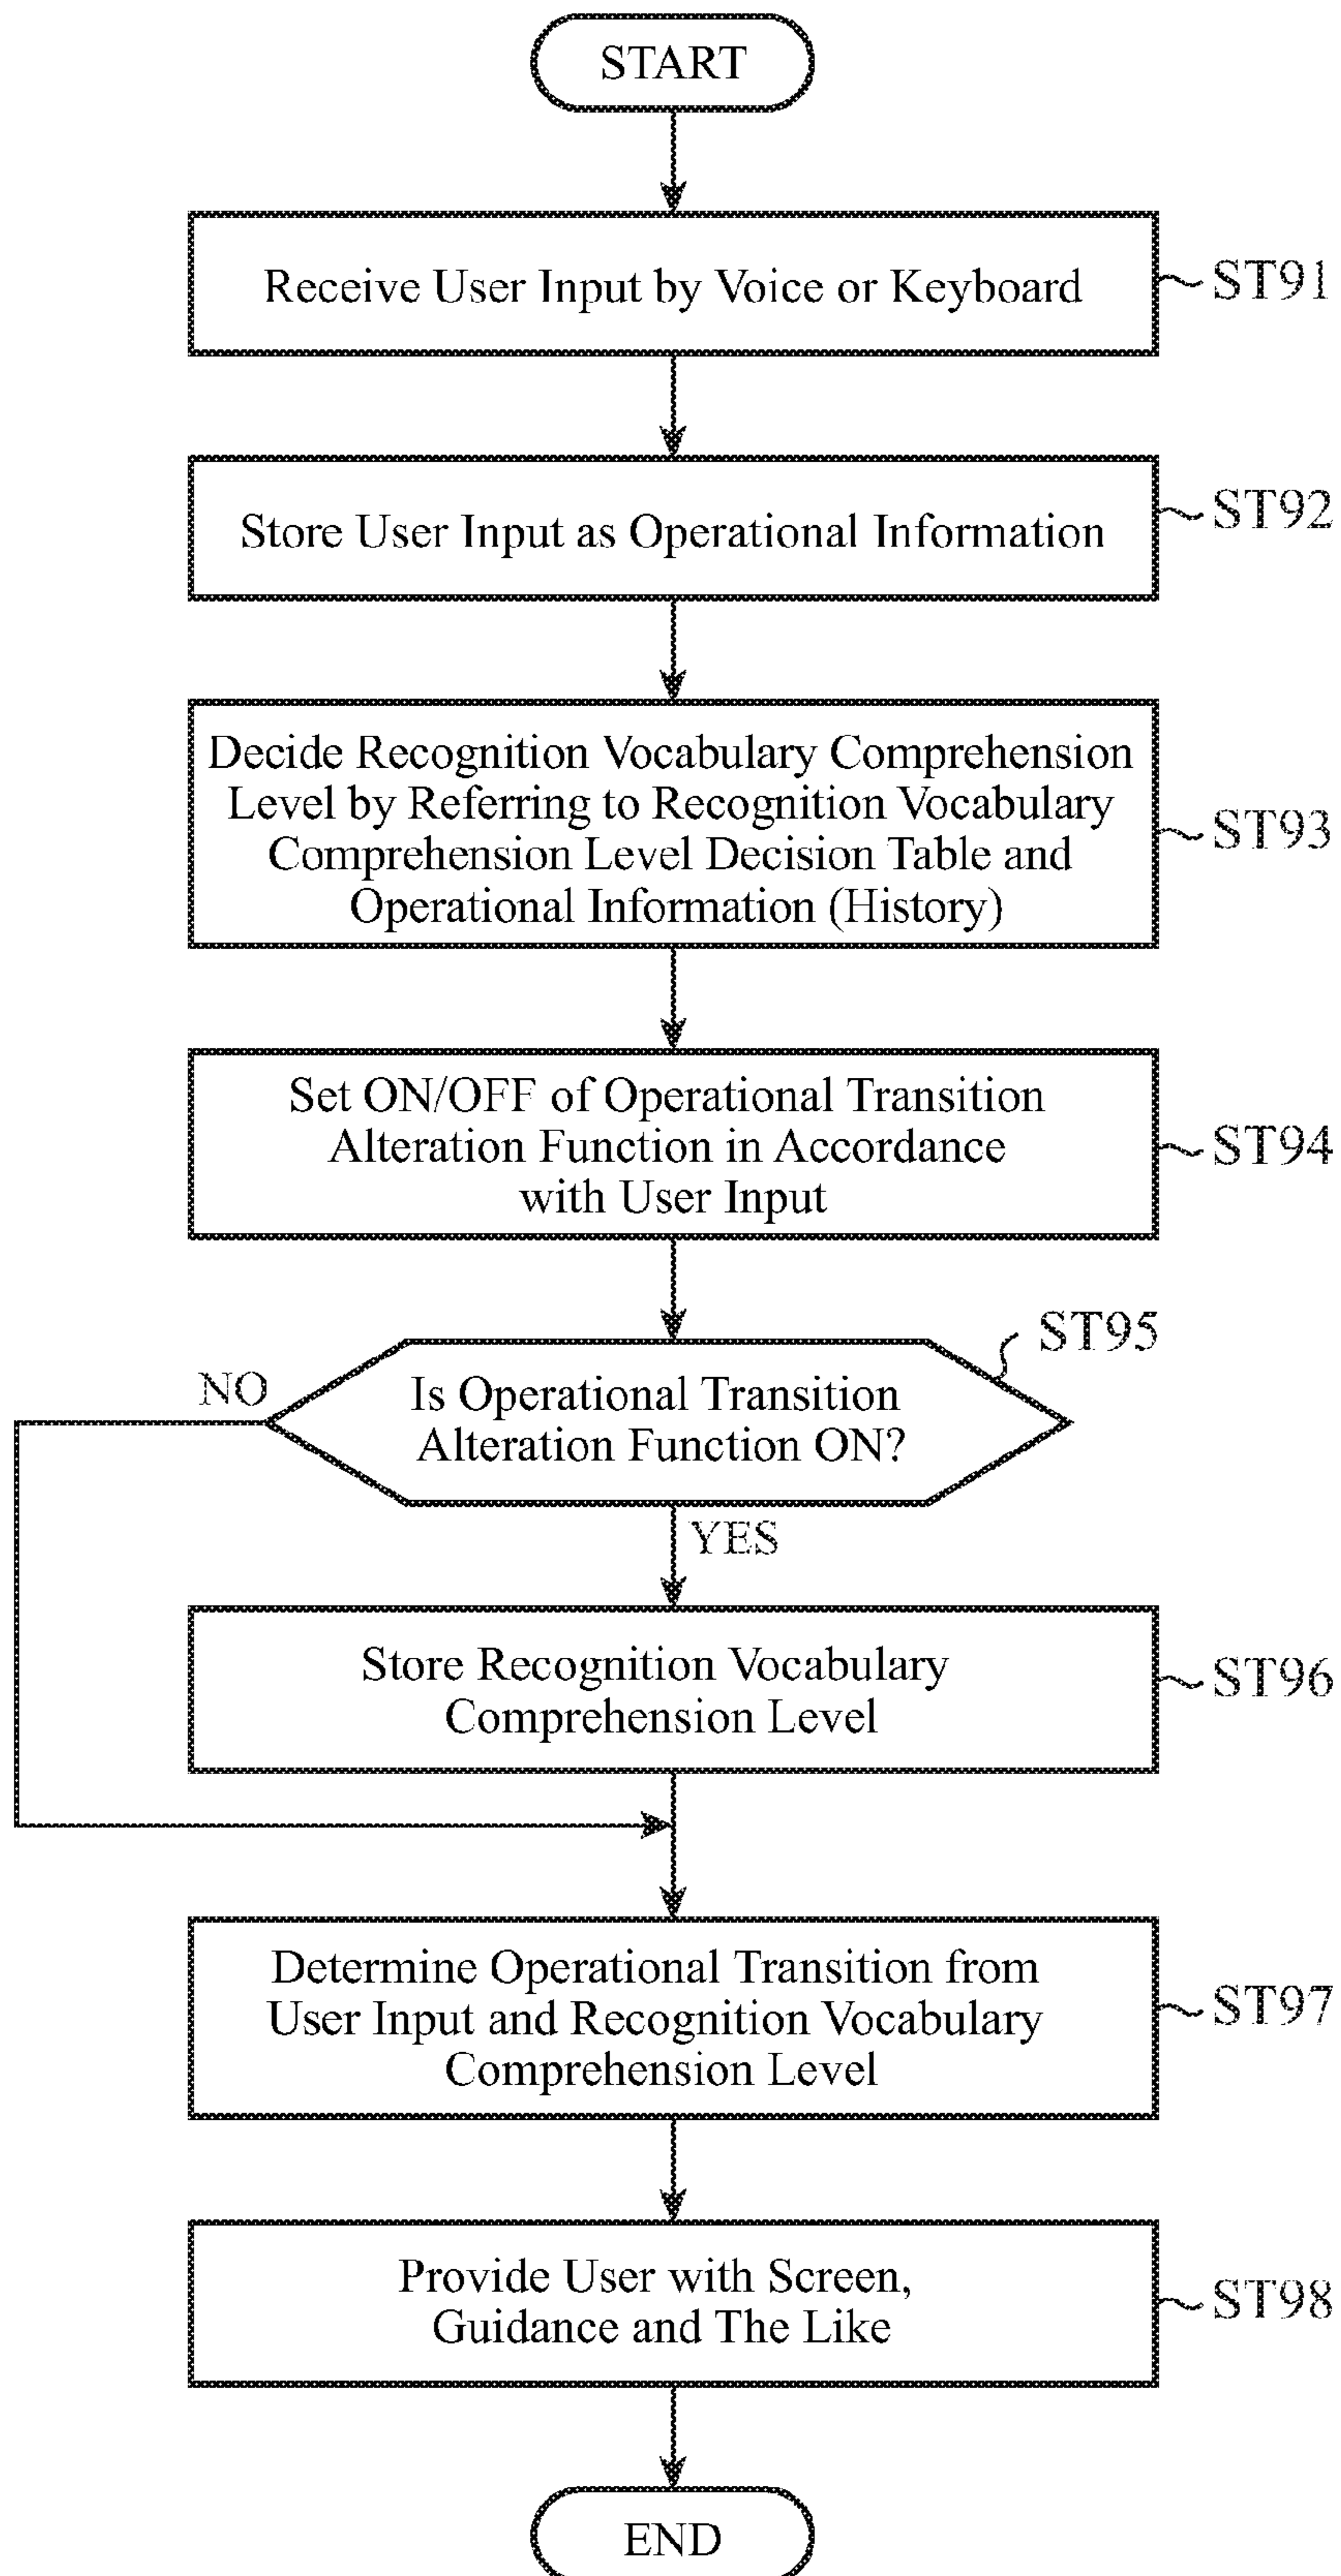 START
Receive User Input by Voice or Keyboard
ST91
Store User Input as Operational Information
ST92
Decide Recognition Vocabulary Comprehension
Level by Referring to Recognition Vocabulary
Comprehension Level Decision Table and
Operational Information (History)
ST93
Set ON/OFF of Operational Transition
Alteration Function in Accordance
with User Input
ST94
ST95
NO
Is Operational Transition
Alteration Function ON?
YES
Store Recognition Vocabulary
Comprehension Level
ST96
Determine Operational Transition from
User Input and Recognition Vocabulary
Comprehension Level
ST97
Provide User with Screen,
Guidance and The Like
ST98
END